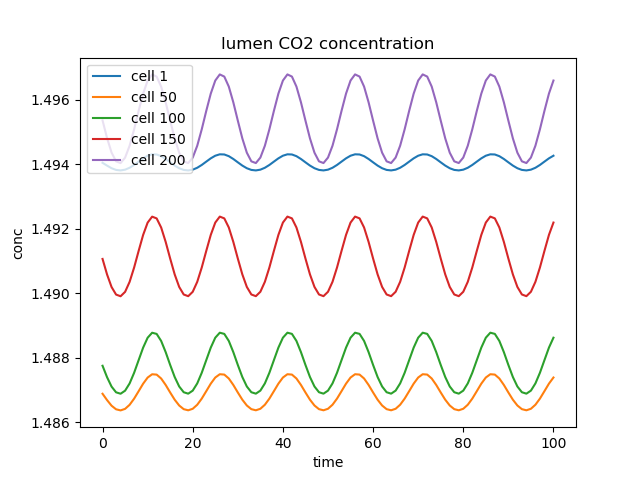 lumen CO2 concentration
cell 1
cell 50
cell 100
cell 150
cell 200
1.496
1.494
1.492
1.490
1.488
1.486
conc
0 20 40 60 80 100
time